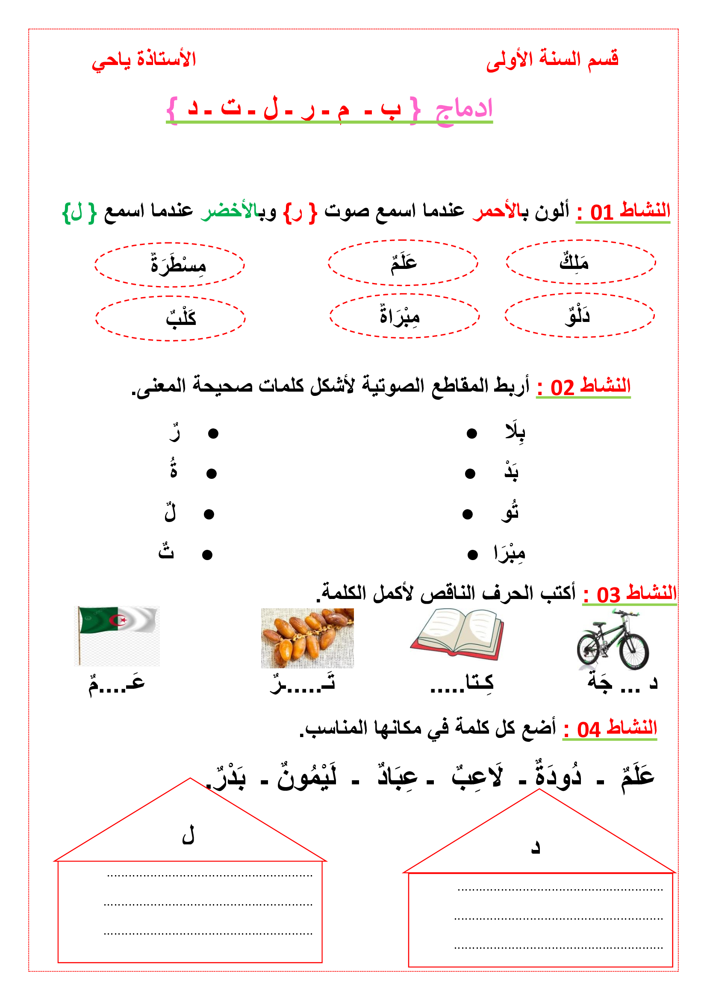 قسم السنة الأولى الأستاذة ياحي
ادماج { ب - م - ر - ل - ت - د }
النشاط 01 : ألون بالأحمر عندما اسمع صوت { ر} وبالأخضر عندما اسمع { ل}
مَلِكٌ عَلَمٌ مِسْطَرَةٌ
دَلْوٌ مِبْرَاةٌ كَلْبٌ
النشاط 02 : أربط المقاطع الصوتية لأشكل كلمات صحيحة المعنى.
بِلَا • • رٌ
بَدْ • • ةُ
تُو • • لٌ
مِبْرَا • • تٌ
النشاط 03 : أكتب الحرف الناقص لأكمل الكلمة.
د ... جَة كِـتا..... تَـ.....ـرٌ عَـ....مٌ
النشاط 04 : أضع كل كلمة في مكانها المناسب.
عَلَمٌ - دُودَةٌ - لَاعِبٌ - عِبَادٌ - لَيْمُونٌ - بَدْرٌ.
د ل